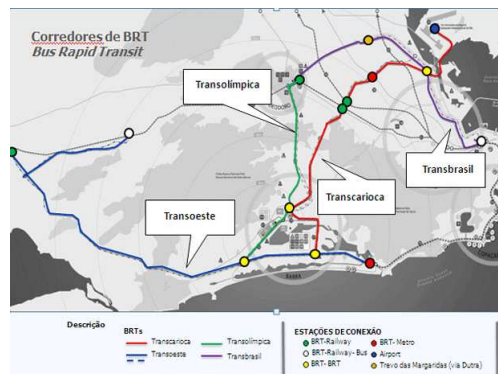 Corredores de BRT
Bus Rapid Transit
Transolímpica
Transbrasil
Transcarioca
Transoeste
Descrição
BRTs
Transcarioca
Transolímpica
Transoeste
Transbrasil
ESTAÇÕES DE CONEXÃO
BRT-Railway
BRT- Metro
BRT-Railway- Bus
Airport
BRT- BRT
Trevo das Margaridas (via Dutra)